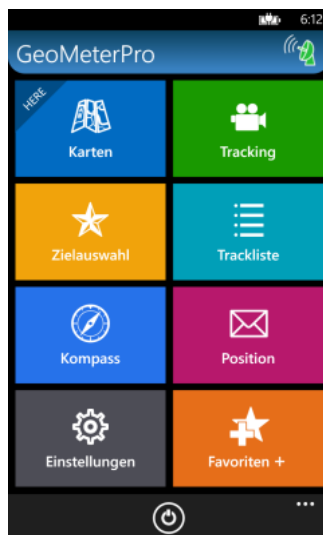 6:12
GeoMeterPro
HERE
Karten
Tracking
Zielauswahl
Trackliste
Kompass
Position
Einstellungen
Favoriten +